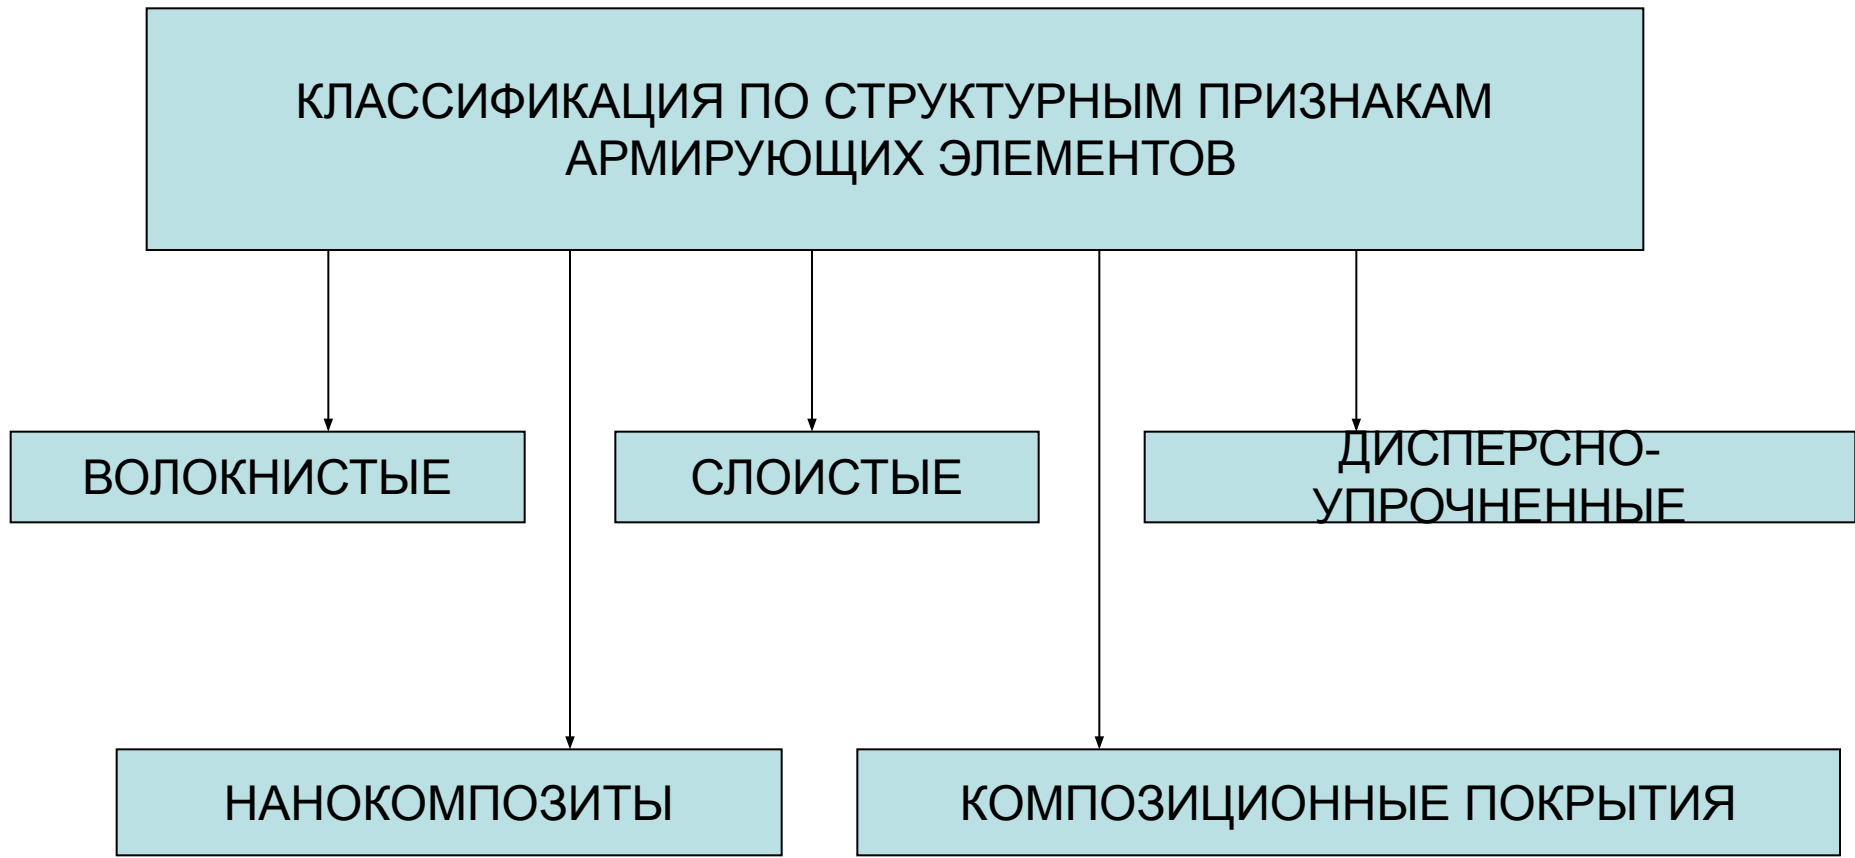 КЛАССИФИКАЦИЯ ПО СТРУКТУРНЫМ ПРИЗНАКАМ
АРМИРУЮЩИХ ЭЛЕМЕНТОВ
ВОЛОКНИСТЫЕ
СЛОИСТЫЕ
ДИСПЕРСНО-
УПРОЧНЕННЫЕ
НАНОКОМПОЗИТЫ
КОМПОЗИЦИОННЫЕ ПОКРЫТИЯ